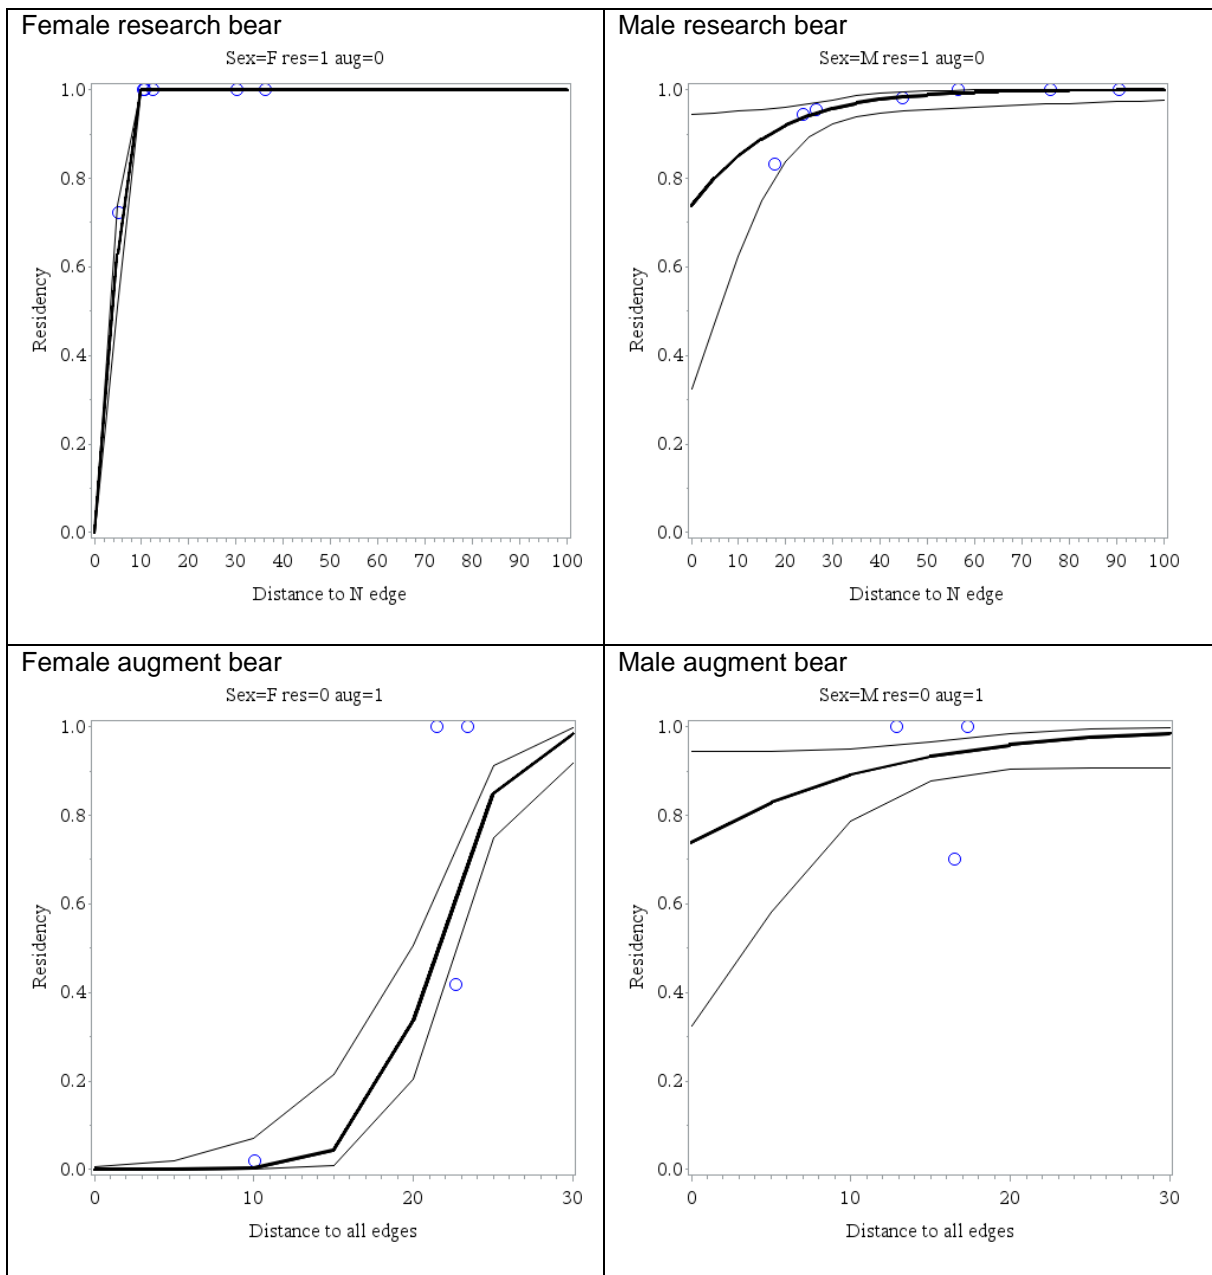 Female research bear
Sex=F res=1 aug=0
1.0
0.8
0.6
0.4
0.2
0.0
Residency
0 10 20 30 40 50 60 70 80 90 100
Distance to N edge
Male research bear
Sex=M res=1 aug=0
1.0
0.8
0.6
0.4
0.2
0.0
Residency
0 10 20 30 40 50 60 70 80 90 100
Distance to N edge
Female augment bear
Sex=F res=0 aug=1
1.0
0.8
0.6
0.4
0.2
0.0
Residency
0 10 20 30
Distance to all edges
Male augment bear
Sex=M res=0 aug=1
1.0
0.8
0.6
0.4
0.2
0.0
Residency
0 10 20 30
Distance to all edges